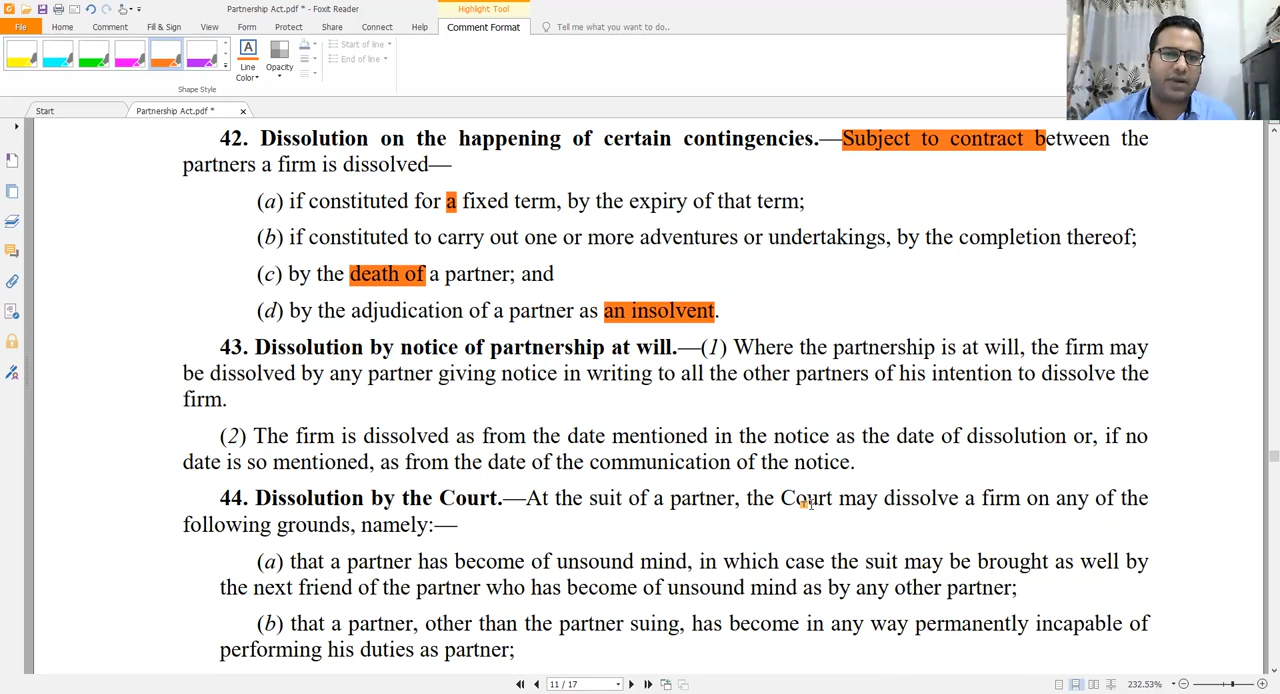 Partnership Act.pdf * - Foxit Reader
Highlight Tool
File Home Comment Fill & Sign View Form Protect Share Connect Help Comment Format Tell me what you want to do..
Line Color
Opacity
Start of line
End of line
Shape Style
Start
Partnership Act.pdf *
42. Dissolution on the happening of certain contingencies.—Subject to contract between the
partners a firm is dissolved—
(a) if constituted for a fixed term, by the expiry of that term;
(b) if constituted to carry out one or more adventures or undertakings, by the completion thereof;
(c) by the death of a partner; and
(d) by the adjudication of a partner as an insolvent.
43. Dissolution by notice of partnership at will.—(1) Where the partnership is at will, the firm may
be dissolved by any partner giving notice in writing to all the other partners of his intention to dissolve the
firm.
(2) The firm is dissolved as from the date mentioned in the notice as the date of dissolution or, if no
date is so mentioned, as from the date of the communication of the notice.
44. Dissolution by the Court.—At the suit of a partner, the Court may dissolve a firm on any of the
following grounds, namely:—
(a) that a partner has become of unsound mind, in which case the suit may be brought as well by
the next friend of the partner who has become of unsound mind as by any other partner;
(b) that a partner, other than the partner suing, has become in any way permanently incapable of
performing his duties as partner;
11 / 17
232.53%